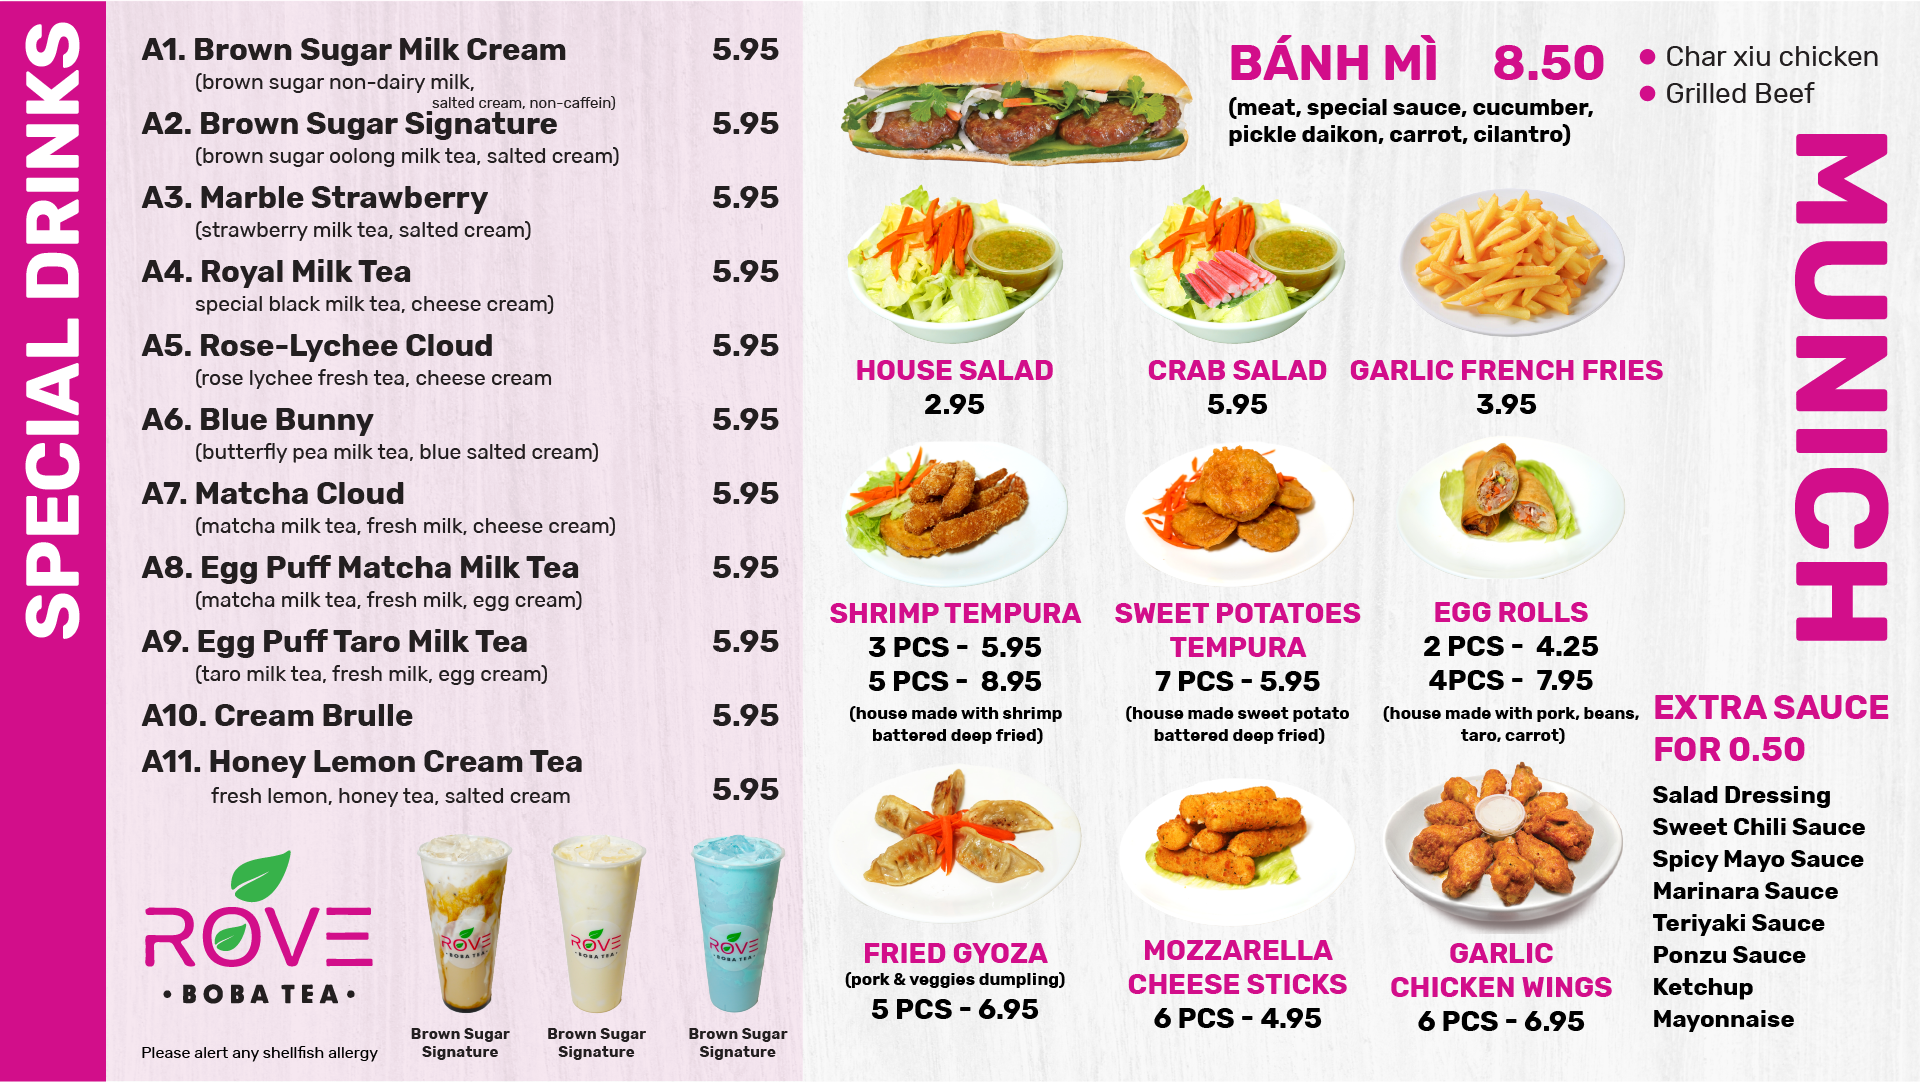 SPECIAL DRINKS
A1. Brown Sugar Milk Cream 5.95
(brown sugar non-dairy milk,
salted cream, non-caffein)
A2. Brown Sugar Signature 5.95
(brown sugar oolong milk tea, salted cream)
A3. Marble Strawberry 5.95
(strawberry milk tea, salted cream)
A4. Royal Milk Tea 5.95
special black milk tea, cheese cream)
A5. Rose-Lychee Cloud 5.95
(rose lychee fresh tea, cheese cream
A6. Blue Bunny 5.95
(butterfly pea milk tea, blue salted cream)
A7. Matcha Cloud 5.95
(matcha milk tea, fresh milk, cheese cream)
A8. Egg Puff Matcha Milk Tea 5.95
(matcha milk tea, fresh milk, egg cream)
A9. Egg Puff Taro Milk Tea 5.95
(taro milk tea, fresh milk, egg cream)
A10. Cream Brulle 5.95
A11. Honey Lemon Cream Tea
fresh lemon, honey tea, salted cream 5.95
ROVE
• BOBA TEA •
Please alert any shellfish allergy
ROVE
• BOBA TEA •
Brown Sugar
Signature
ROVE
• BOBA TEA •
Brown Sugar
Signature
ROVE
• BOBA TEA •
Brown Sugar
Signature
BÁNH MÌ 8.50
(meat, special sauce, cucumber,
pickle daikon, carrot, cilantro)
• Char xiu chicken
• Grilled Beef
MUNICH
HOUSE SALAD
2.95
CRAB SALAD
5.95
GARLIC FRENCH FRIES
3.95
SHRIMP TEMPURA
3 PCS - 5.95
5 PCS - 8.95
(house made with shrimp
battered deep fried)
SWEET POTATOES
TEMPURA
7 PCS - 5.95
(house made sweet potato
battered deep fried)
EGG ROLLS
2 PCS - 4.25
4PCS - 7.95
(house made with pork, beans,
taro, carrot)
FRIED GYOZA
(pork & veggies dumpling)
5 PCS - 6.95
MOZZARELLA
CHEESE STICKS
6 PCS - 4.95
GARLIC
CHICKEN WINGS
6 PCS - 6.95
EXTRA SAUCE
FOR 0.50
Salad Dressing
Sweet Chili Sauce
Spicy Mayo Sauce
Marinara Sauce
Teriyaki Sauce
Ponzu Sauce
Ketchup
Mayonnaise